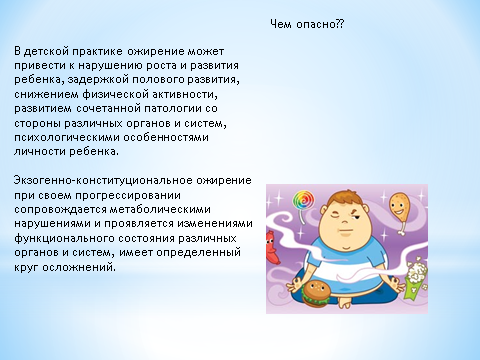 Чем опасно??
В детской практике ожирение может
привести к нарушению роста и развития
ребенка, задержкой полового развития,
снижением физической активности,
развитием сочетанной патологии со
стороны различных органов и систем,
психологическими особенностями
личности ребенка.
Экзогенно-конституциональное ожирение
при своем прогрессировании
сопровождается метаболическими
нарушениями и проявляется изменениями
функционального состояния различных
органов и систем, имеет определенный
круг осложнений.